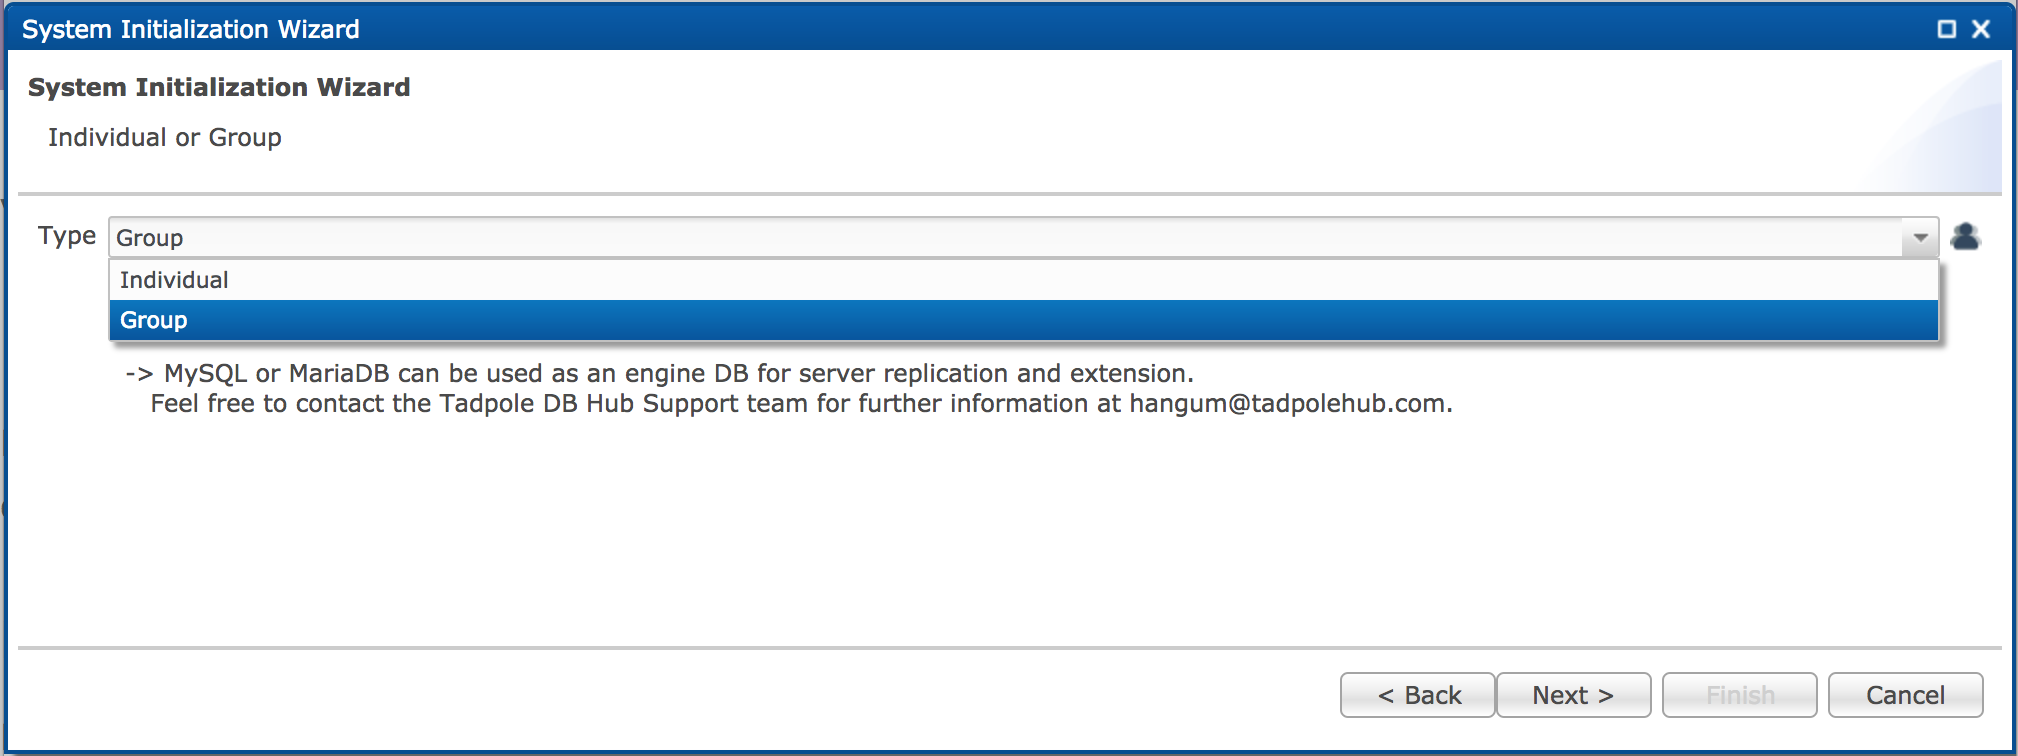 System Initialization Wizard
System Initialization Wizard
Individual or Group
Type Group
Individual
Group
-> MySQL or MariaDB can be used as an engine DB for server replication and extension.
Feel free to contact the Tadpole DB Hub Support team for further information at hangum@tadpolehub.com.
< Back Next > Finish Cancel